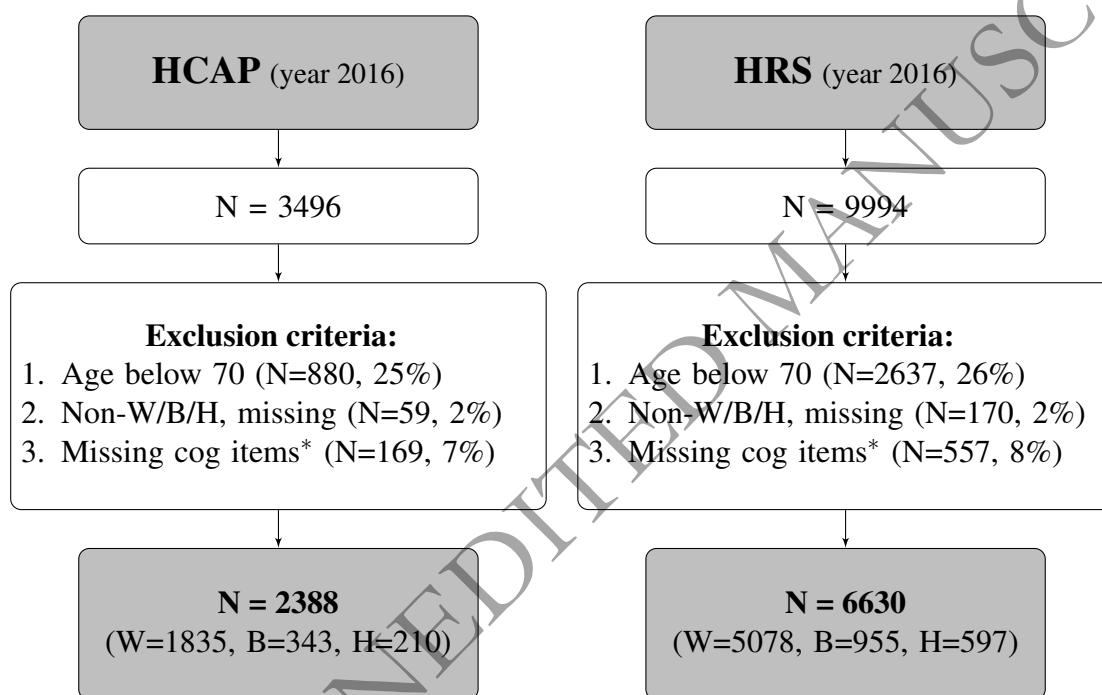 HCAP (year 2016)
N = 3496
Exclusion criteria:
1. Age below 70 (N=880, 25%)
2. Non-W/B/H, missing (N=59, 2%)
3. Missing cog items* (N=169, 7%)
N = 2388
(W=1835, B=343, H=210)
HRS (year 2016)
N = 9994
Exclusion criteria:
1. Age below 70 (N=2637, 26%)
2. Non-W/B/H, missing (N=170, 2%)
3. Missing cog items* (N=557, 8%)
N = 6630
(W=5078, B=955, H=597)
NEDITED MANUSC